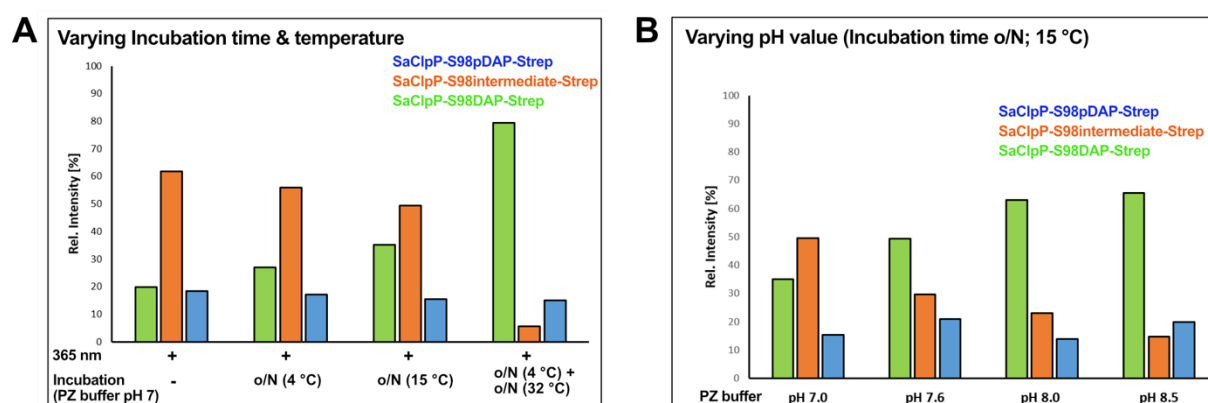 A
Varying Incubation time & temperature
SaClpP-S98pDAP-Strep
SaClpP-S98intermediate-Strep
SaClpP-S98DAP-Strep
Rel. Intensity [%]
100
90
80
70
60
50
40
30
20
10
0
365 nm + + + +
Incubation - o/N (4 °C) o/N (15 °C) o/N (4 °C) +
(PZ buffer pH 7) o/N (32 °C)
B
Varying pH value (Incubation time o/N; 15 °C)
SaClpP-S98pDAP-Strep
SaClpP-S98intermediate-Strep
SaClpP-S98DAP-Strep
Rel. Intensity [%]
100
90
80
70
60
50
40
30
20
10
0
PZ buffer pH 7.0 pH 7.6 pH 8.0 pH 8.5